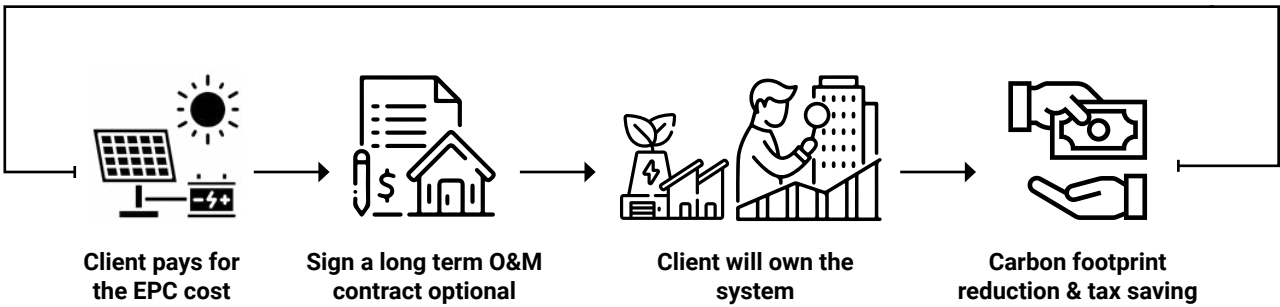 $
Client pays for
the EPC cost
Sign a long term O&M
contract optional
Client will own the
system
Carbon footprint
reduction & tax saving